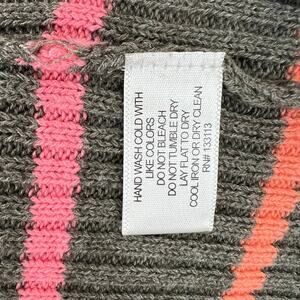 HAND WASH COLD WITH
LIKE COLORS
DO NOT BLEACH
DO NOT TUMBLE DRY
LAY FLAT TO DRY
COOL IRON OR DRY CLEAN
RN# 133113